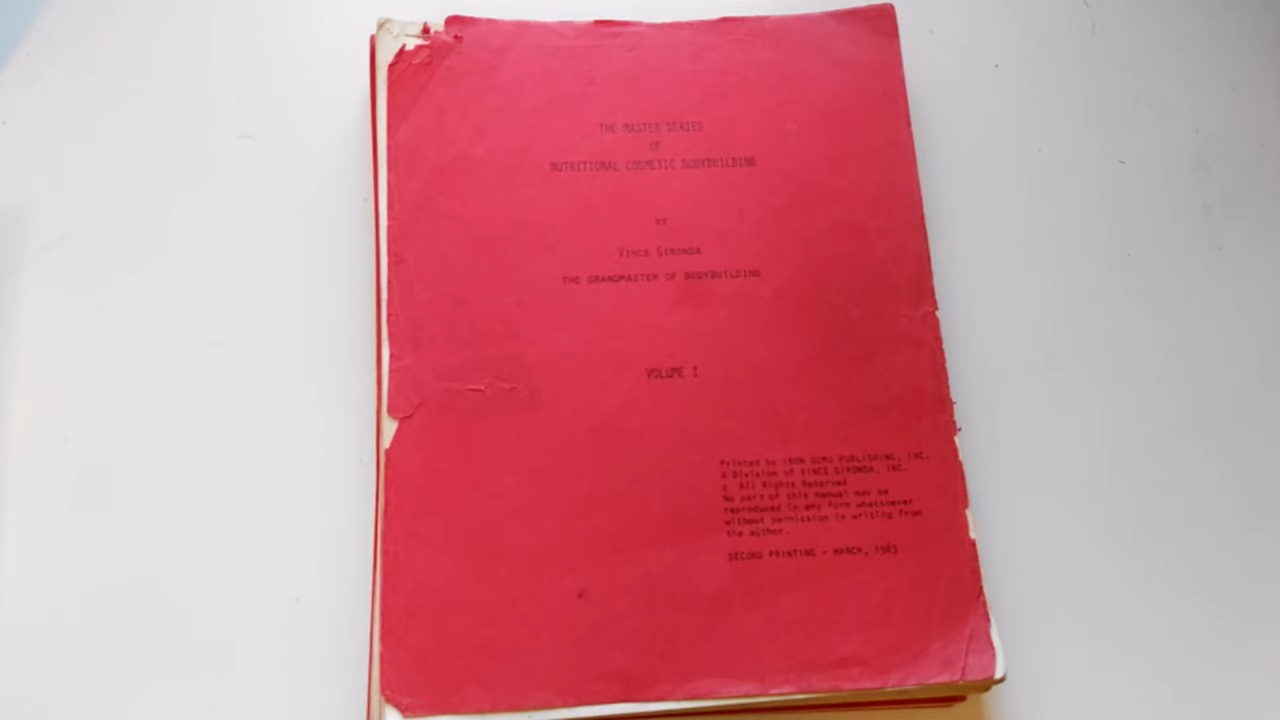 THE MASTER SERIES
OF
NUTRITIONAL COSMETIC BODYBUILDING
by
VINCE GIRONDA
THE GRANDMASTER OF BODYBUILDING
VOLUME I
Printed by IRON GURU PUBLISHING, INC.
A Division of VINCE GIRONDA, INC.
c All Rights Reserved
No part of this manual may be
reproduced in any form whatsoever
without permission in writing from
the author.
SECOND PRINTING - MARCH, 1983